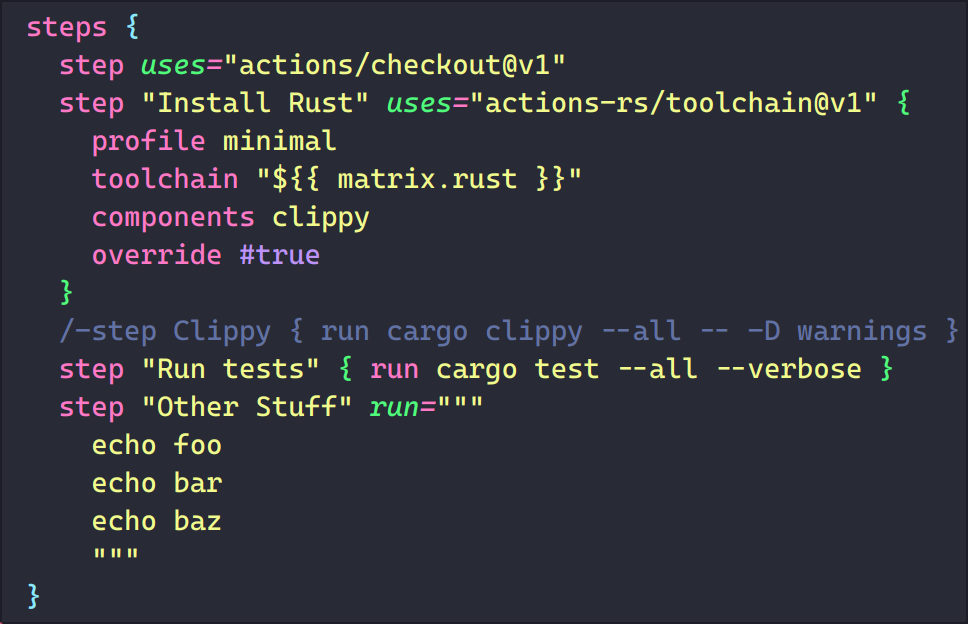 steps {
  step uses="actions/checkout@v1"
  step "Install Rust" uses="actions-rs/toolchain@v1" {
    profile minimal
    toolchain "${{ matrix.rust }}"
    components clippy
    override #true
  }
  /-step Clippy { run cargo clippy --all -- -D warnings }
  step "Run tests" { run cargo test --all --verbose }
  step "Other Stuff" run="""
    echo foo
    echo bar
    echo baz
    """
}